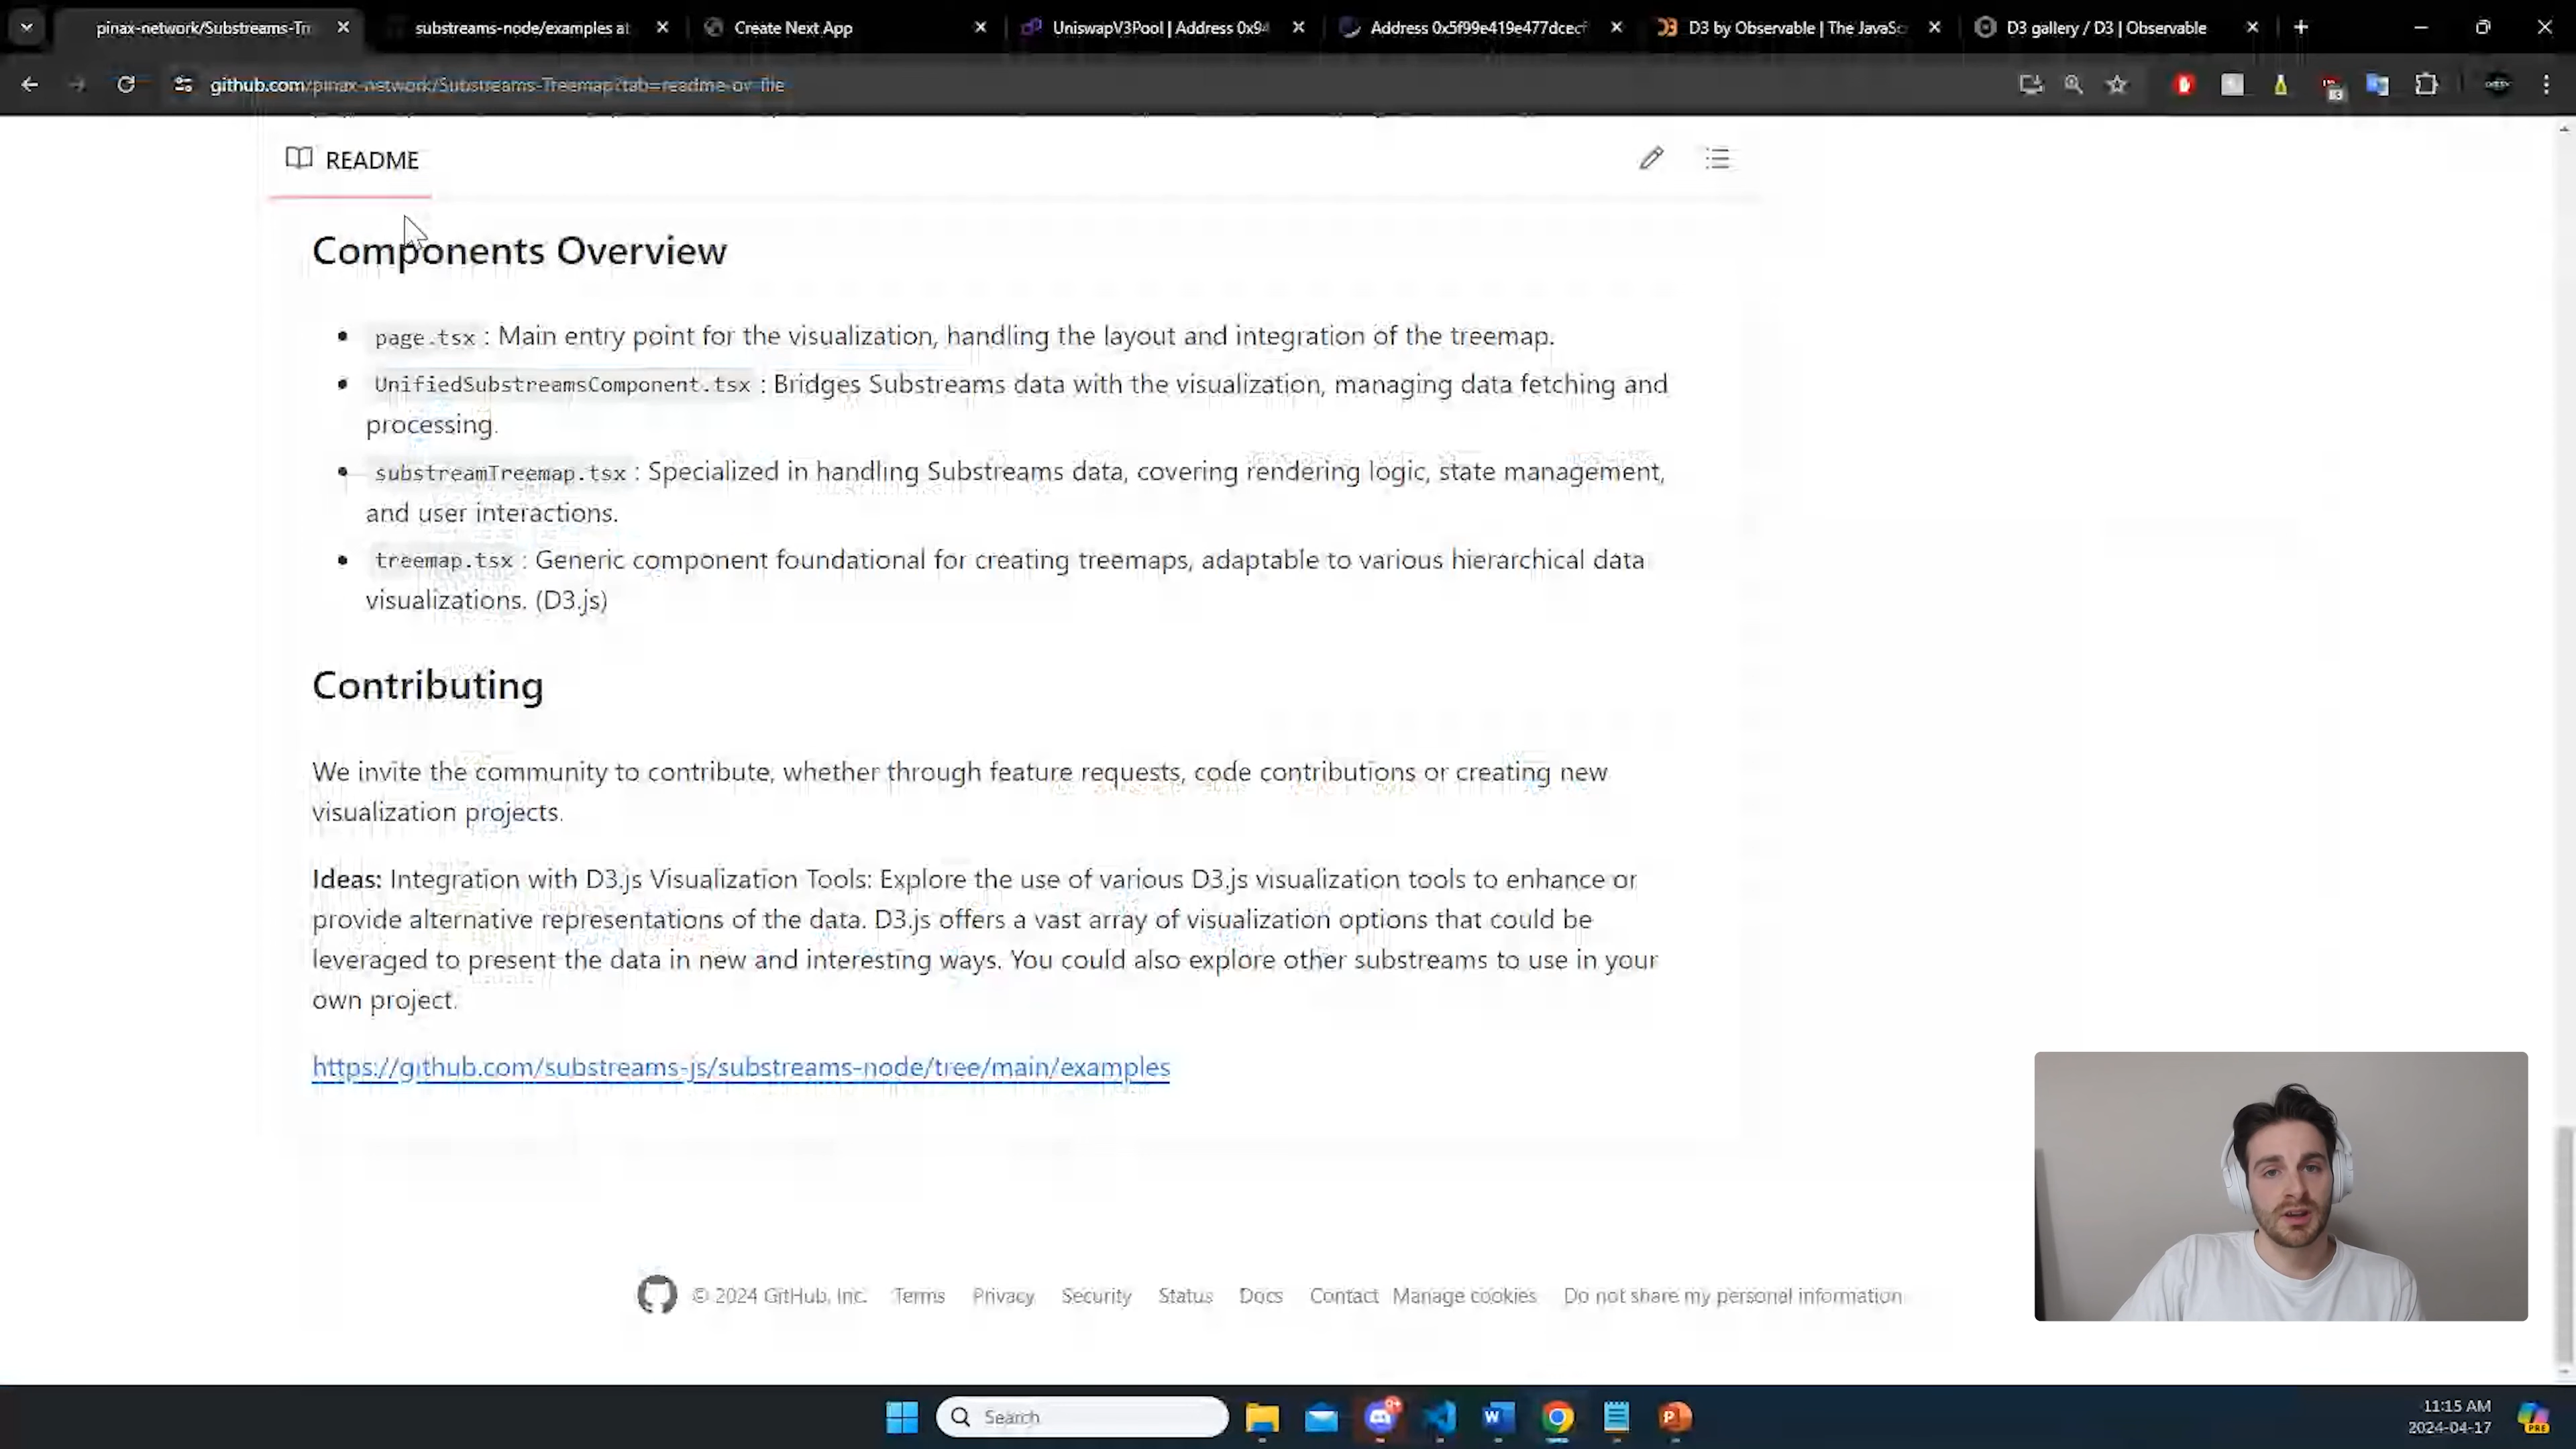 pinax-network/Substreams-Tr
substreams-node/examples at
Create Next App
UniswapV3Pool | Address 0x94
Address 0x5f99e419e477dcecf
D3 by Observable | The JavaSc
D3 gallery / D3 | Observable
github.com/pinax-network/Substreams-Treemap?tab=readme-ov-file
README
Components Overview
page.tsx : Main entry point for the visualization, handling the layout and integration of the treemap.
UnifiedSubstreamsComponent.tsx : Bridges Substreams data with the visualization, managing data fetching and
processing.
substreamTreemap.tsx : Specialized in handling Substreams data, covering rendering logic, state management,
and user interactions.
treemap.tsx : Generic component foundational for creating treemaps, adaptable to various hierarchical data
visualizations. (D3.js)
Contributing
We invite the community to contribute, whether through feature requests, code contributions or creating new
visualization projects.
Ideas: Integration with D3.js Visualization Tools: Explore the use of various D3.js visualization tools to enhance or
provide alternative representations of the data. D3.js offers a vast array of visualization options that could be
leveraged to present the data in new and interesting ways. You could also explore other substreams to use in your
own project.
https://github.com/substreams-js/substreams-node/tree/main/examples
© 2024 GitHub, Inc. Terms Privacy Security Status Docs Contact Manage cookies Do not share my personal information
Search
11:15 AM
2024-04-17